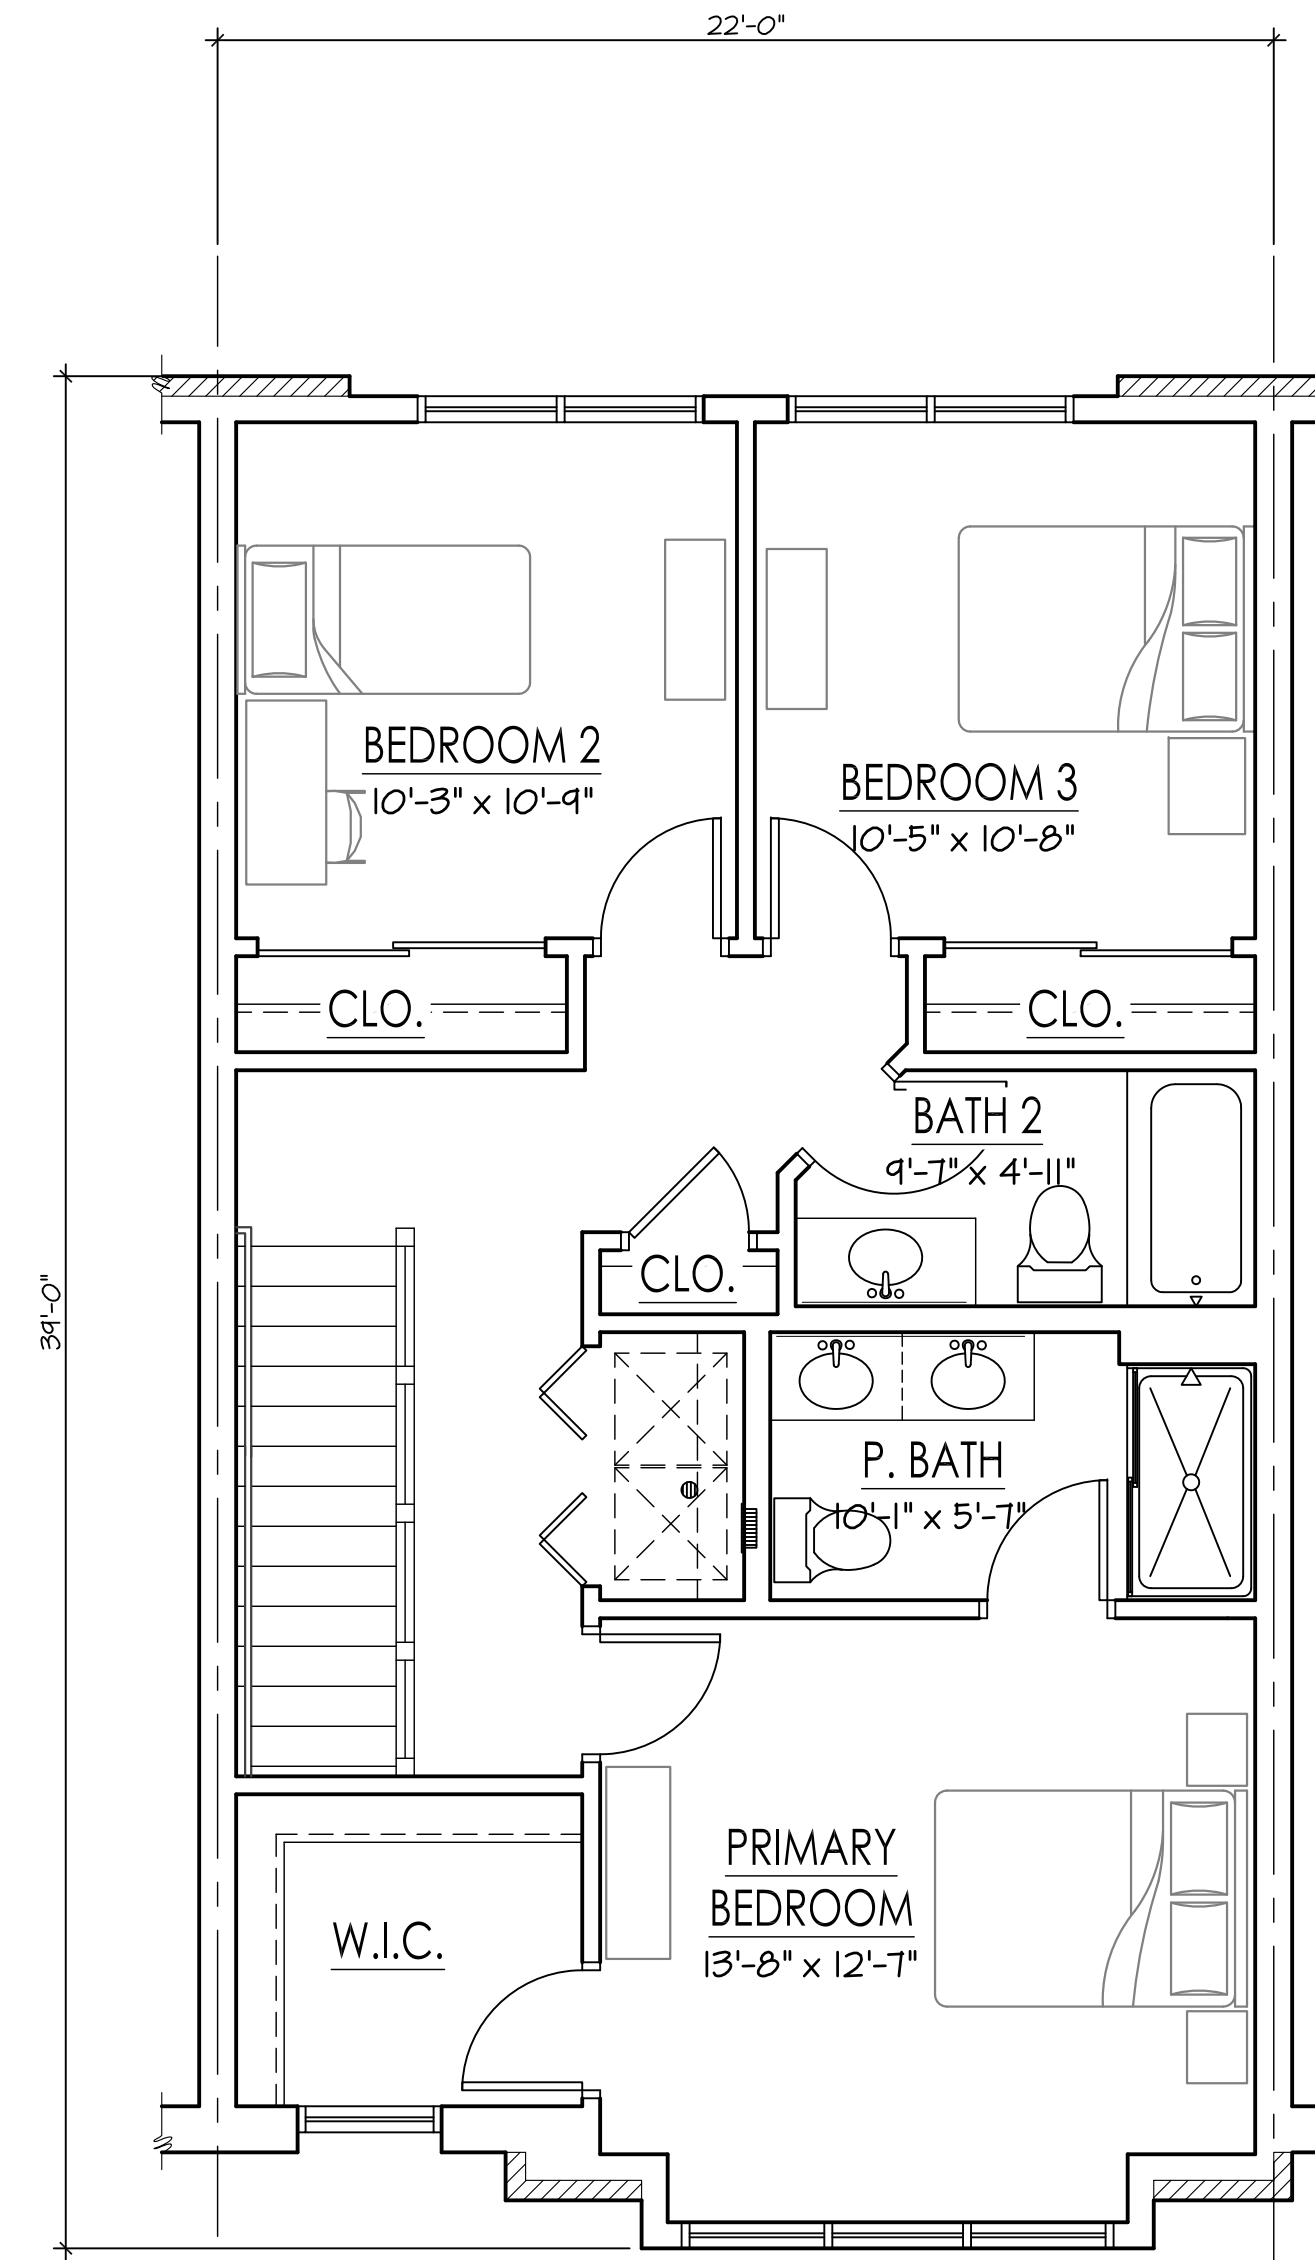 22'-0"
BEDROOM 2
10'-3" x 10'-9"
BEDROOM 3
10'-5" x 10'-8"
CLO.
CLO.
BATH 2
9'-7" x 4'-11"
CLO.
39'-0"
P. BATH
10'-1" x 5'-7"
PRIMARY
BEDROOM
13'-8" x 12'-7"
W.I.C.